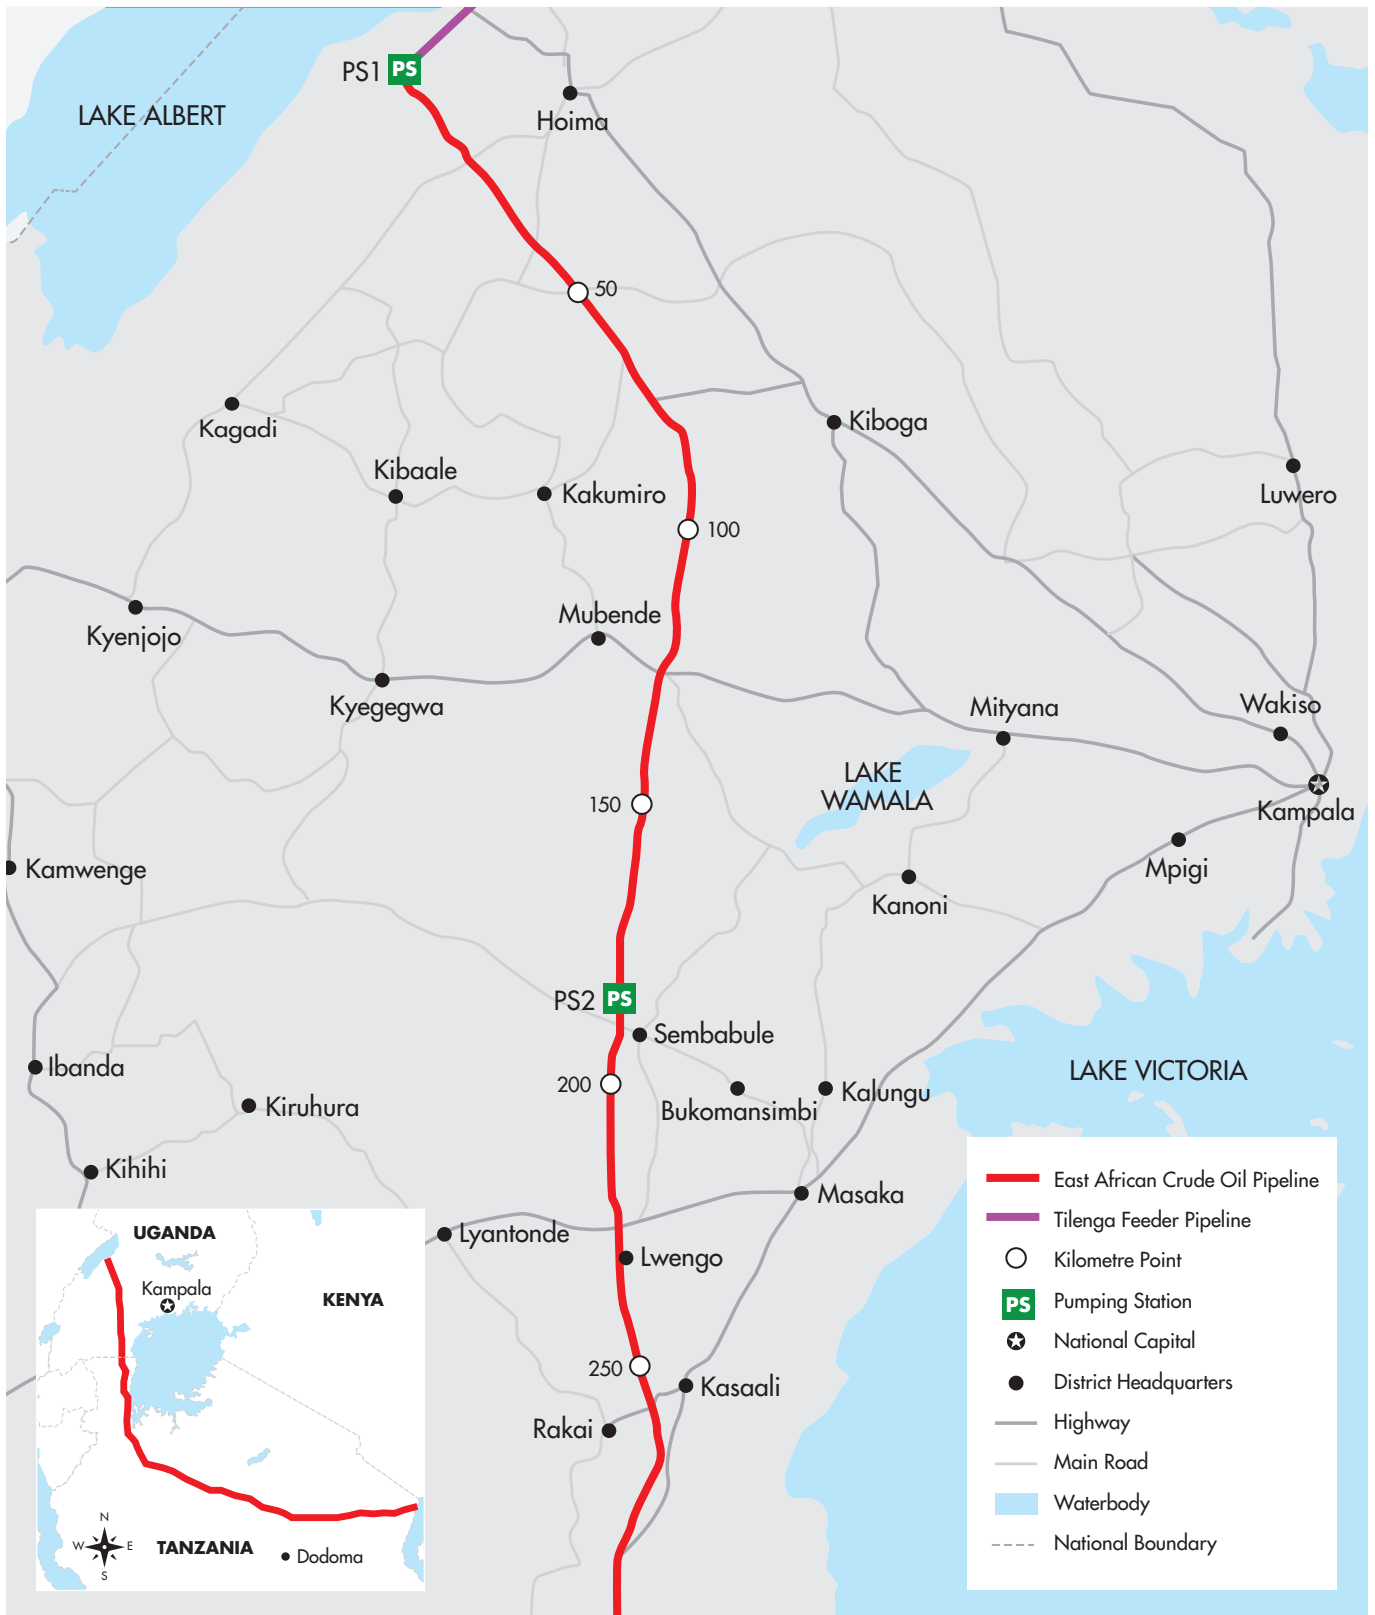 PS1 PS
LAKE ALBERT
Hoima
50
Kagadi
Kiboga
Kibaale
Kakumiro
Luwero
100
Mubende
Kyenjojo
Kyegegwa
Mityana
Wakiso
LAKE
WAMALA
150
Kampala
Kamwenge
Mpigi
Kanoni
PS2 PS
Sembabule
Ibanda
LAKE VICTORIA
200
Kalungu
Bukomansimbi
Kiruhura
Kihihi
Masaka
Lyantonde
Lwengo
250
Kasaali
Rakai
East African Crude Oil Pipeline
Tilenga Feeder Pipeline
Kilometre Point
PS Pumping Station
National Capital
District Headquarters
Highway
Main Road
Waterbody
National Boundary
UGANDA
Kampala
KENYA
N
W E
S
TANZANIA
Dodoma